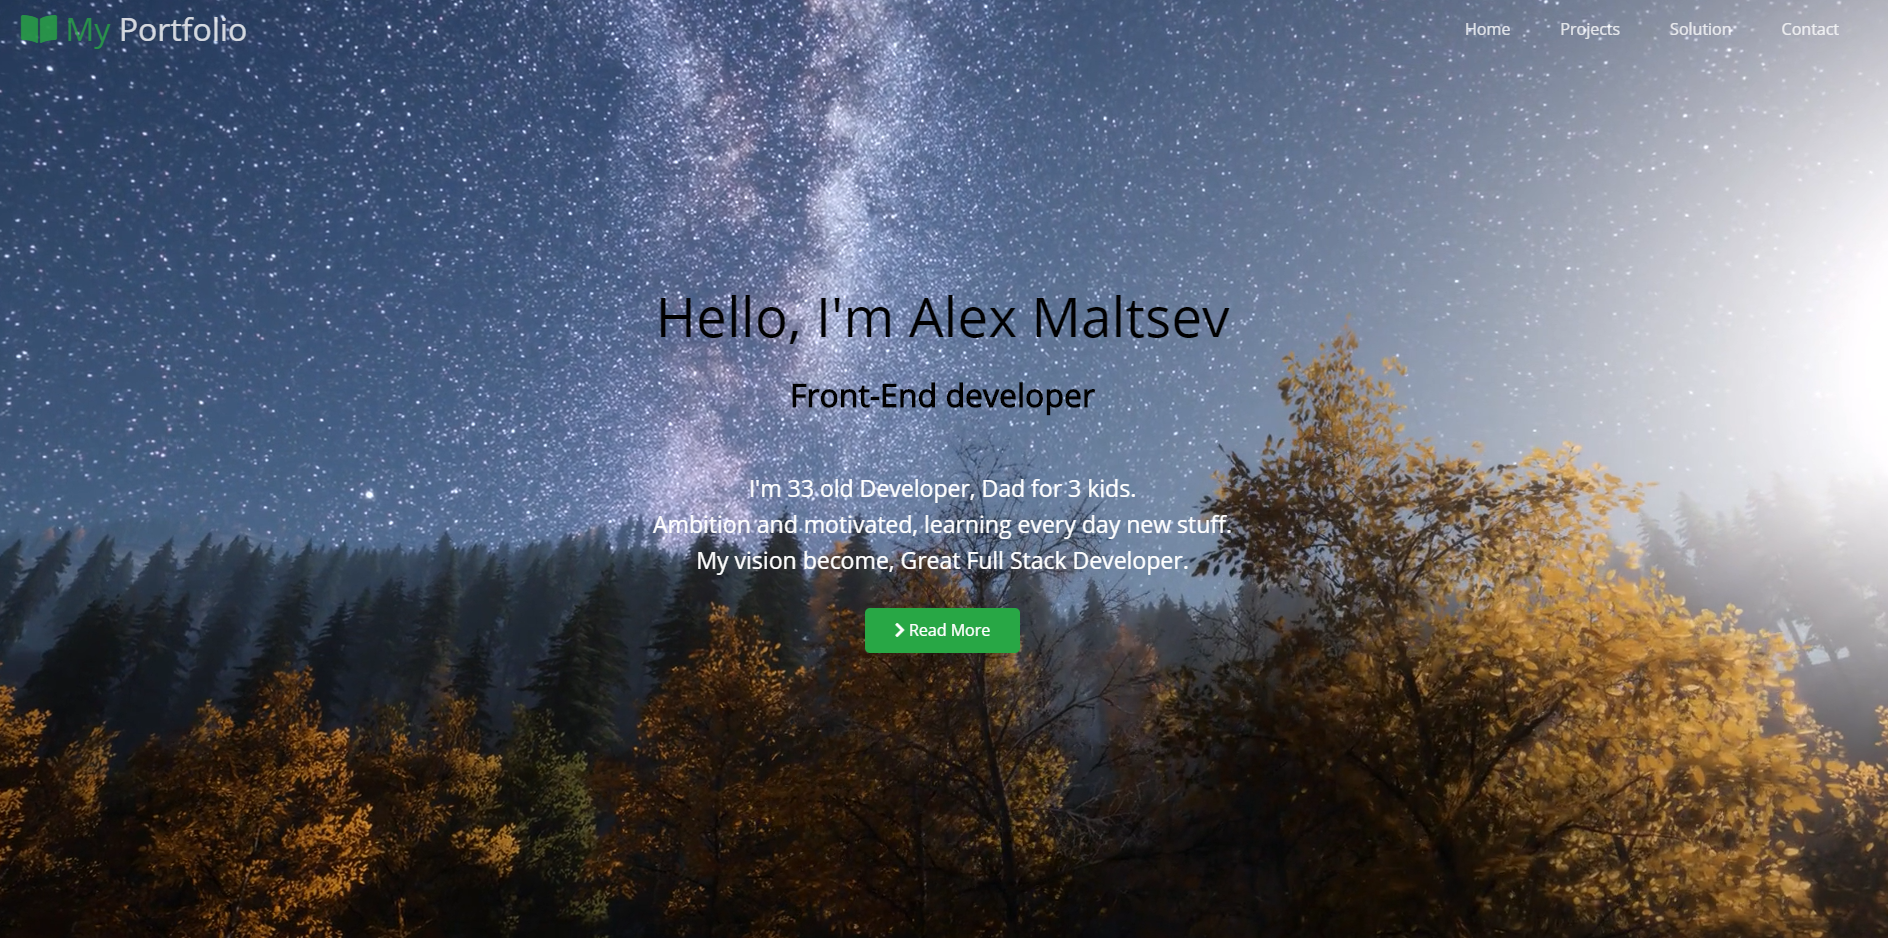 My Portfolio
Home Projects Solution Contact
Hello, I'm Alex Maltsev
Front-End developer
I'm 33 old Developer, Dad for 3 kids.
Ambition and motivated, learning every day new stuff.
My vision become, Great Full Stack Developer.
Read More